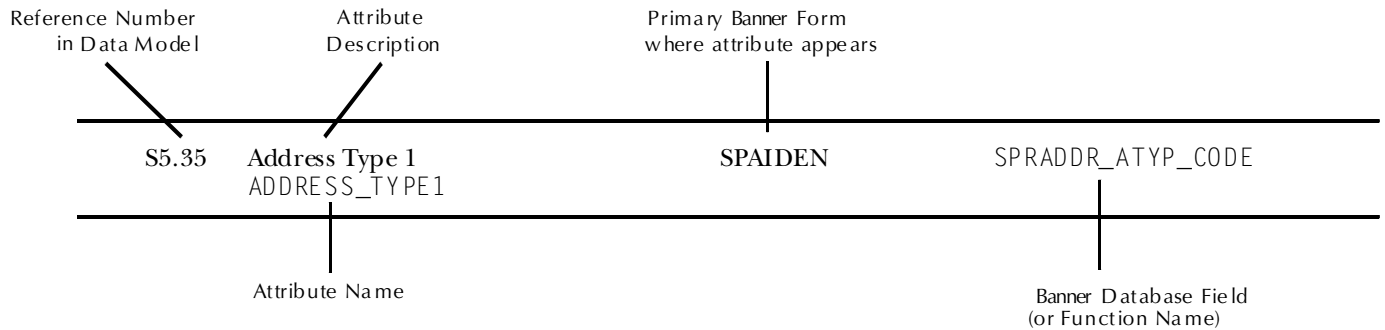 Reference Number
in Data Model
Attribute
Description
Primary Banner Form
where attribute appears
S5.35 Address Type 1 SPAIDEN SPRADDR_ATYP_CODE
ADDRESS_TYPE1
Attribute Name
Banner Database Field
(or Function Name)